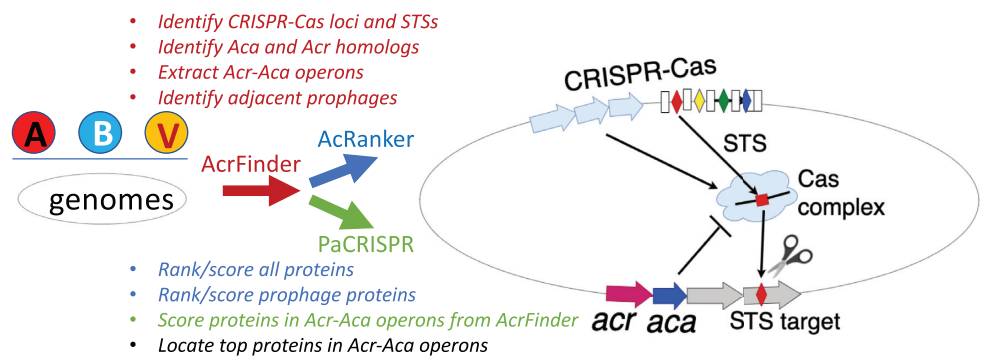 • Identify CRISPR-Cas loci and STSs
• Identify Aca and Acr homologs
• Extract Acr-Aca operons
• Identify adjacent prophages
A B V
genomes
AcrFinder
AcRanker
PaCRISPR
• Rank/score all proteins
• Rank/score prophage proteins
• Score proteins in Acr-Aca operons from AcrFinder
• Locate top proteins in Acr-Aca operons
CRISPR-Cas
STS
Cas
complex
acr aca STS target